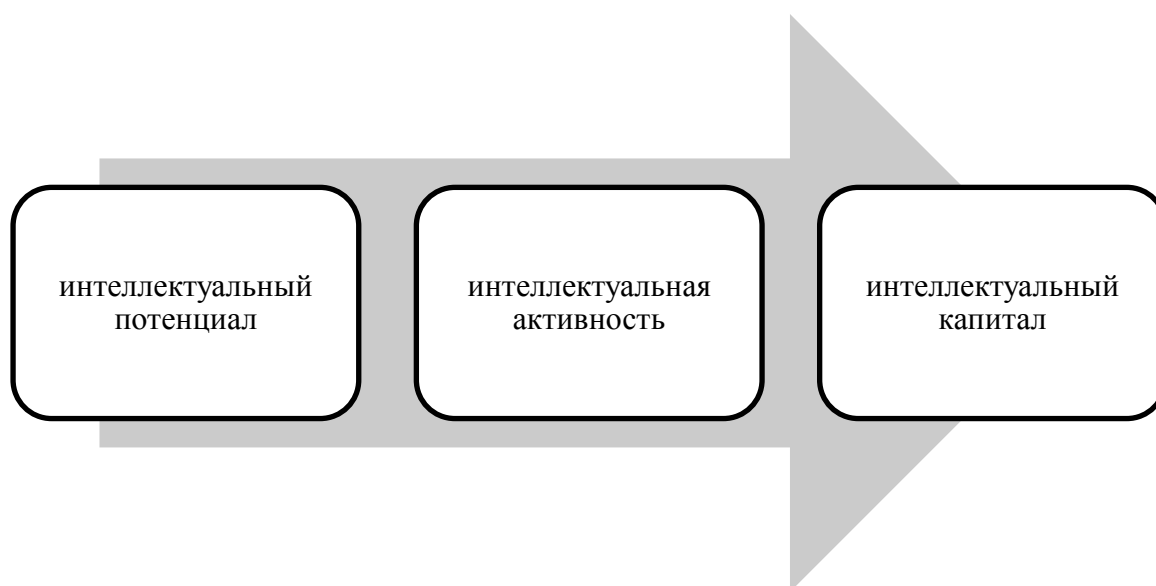 интеллектуальный
потенциал
интеллектуальная
активность
интеллектуальный
капитал